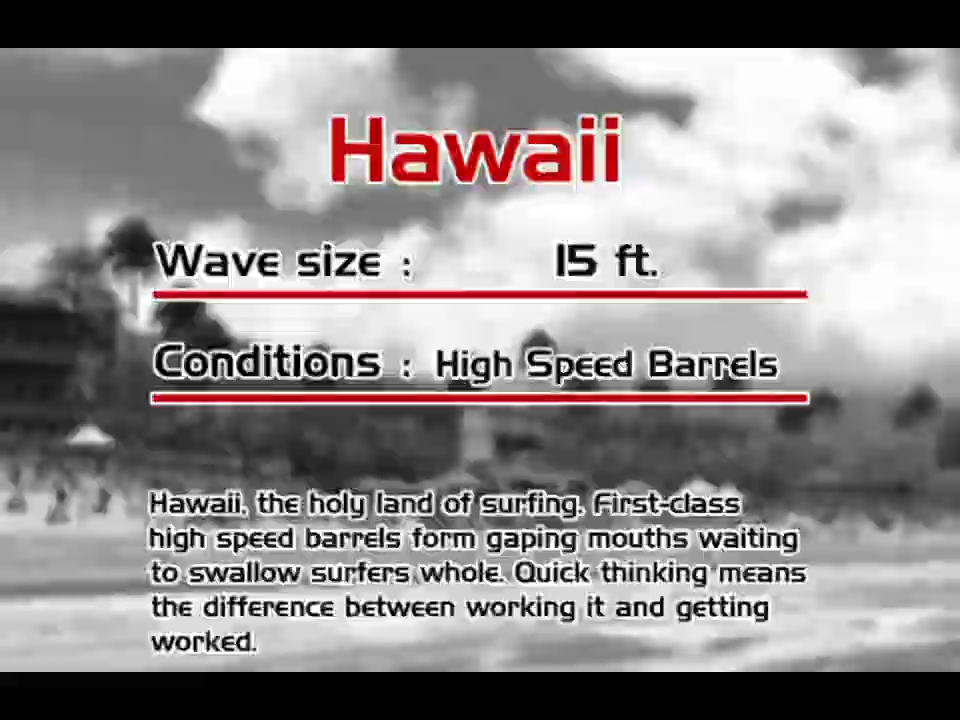 Hawaii
Wave size : 15 ft.
Conditions : High Speed Barrels
Hawaii, the holy land of surfing. First-class
high speed barrels form gaping mouths waiting
to swallow surfers whole. Quick thinking means
the difference between working it and getting
worked.